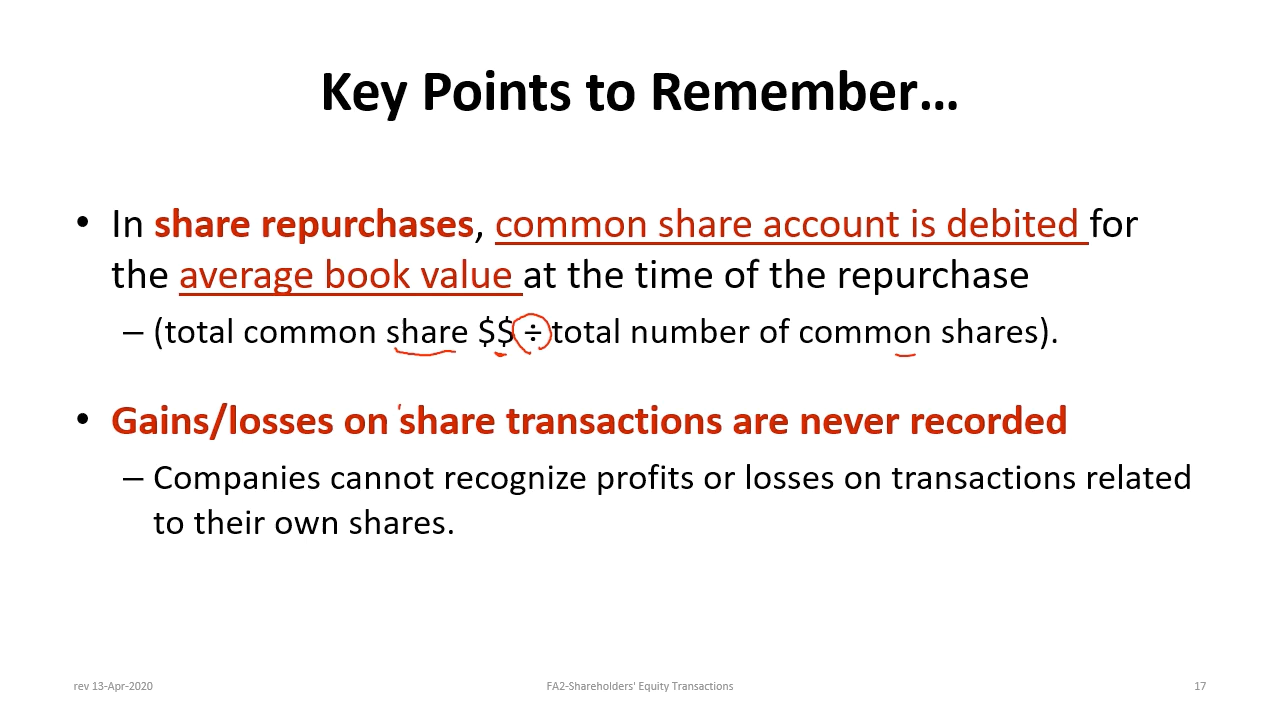 Key Points to Remember…
• In share repurchases, common share account is debited for
the average book value at the time of the repurchase
– (total common share $$ ÷ total number of common shares).
• Gains/losses on share transactions are never recorded
– Companies cannot recognize profits or losses on transactions related
to their own shares.
rev 13-Apr-2020
FA2-Shareholders' Equity Transactions
17